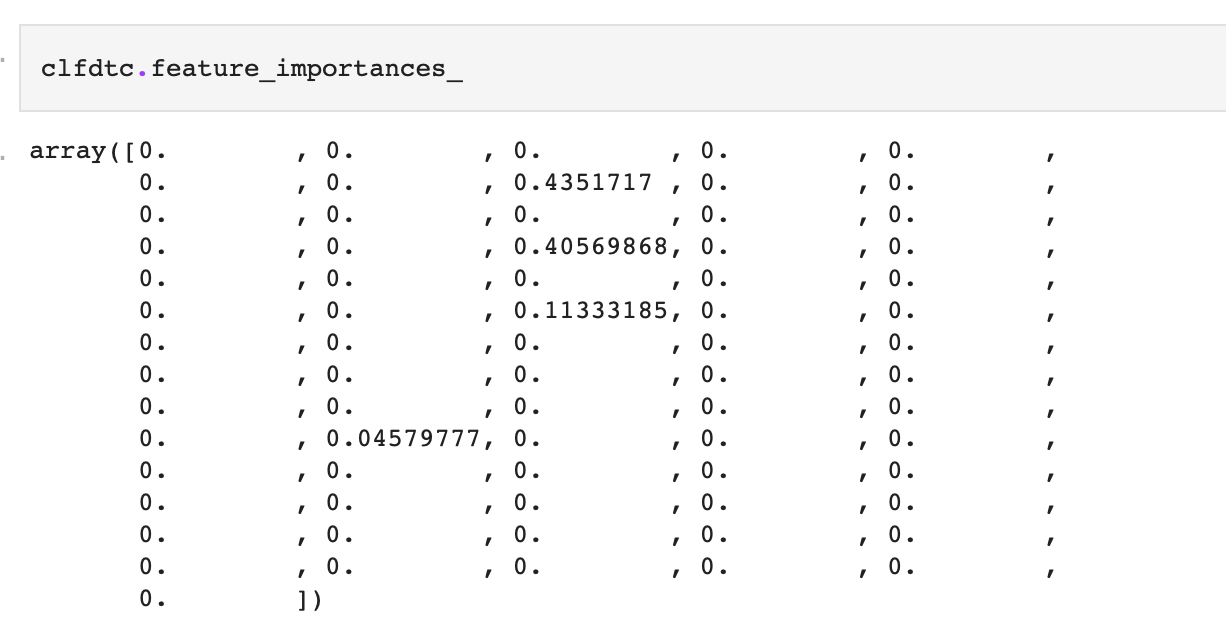 clfdtc.feature_importances_
array([0.        , 0.        , 0.        , 0.        , 0.        ,
       0.        , 0.        , 0.4351717 , 0.        , 0.        ,
       0.        , 0.        , 0.        , 0.        , 0.        ,
       0.        , 0.        , 0.40569868, 0.        , 0.        ,
       0.        , 0.        , 0.        , 0.        , 0.        ,
       0.        , 0.        , 0.11333185, 0.        , 0.        ,
       0.        , 0.        , 0.        , 0.        , 0.        ,
       0.        , 0.        , 0.        , 0.        , 0.        ,
       0.        , 0.        , 0.        , 0.        , 0.        ,
       0.        , 0.04579777, 0.        , 0.        , 0.        ,
       0.        , 0.        , 0.        , 0.        , 0.        ,
       0.        , 0.        , 0.        , 0.        , 0.        ,
       0.        , 0.        , 0.        , 0.        , 0.        ,
       0.        , 0.        , 0.        , 0.        , 0.        ,
       0.        ])